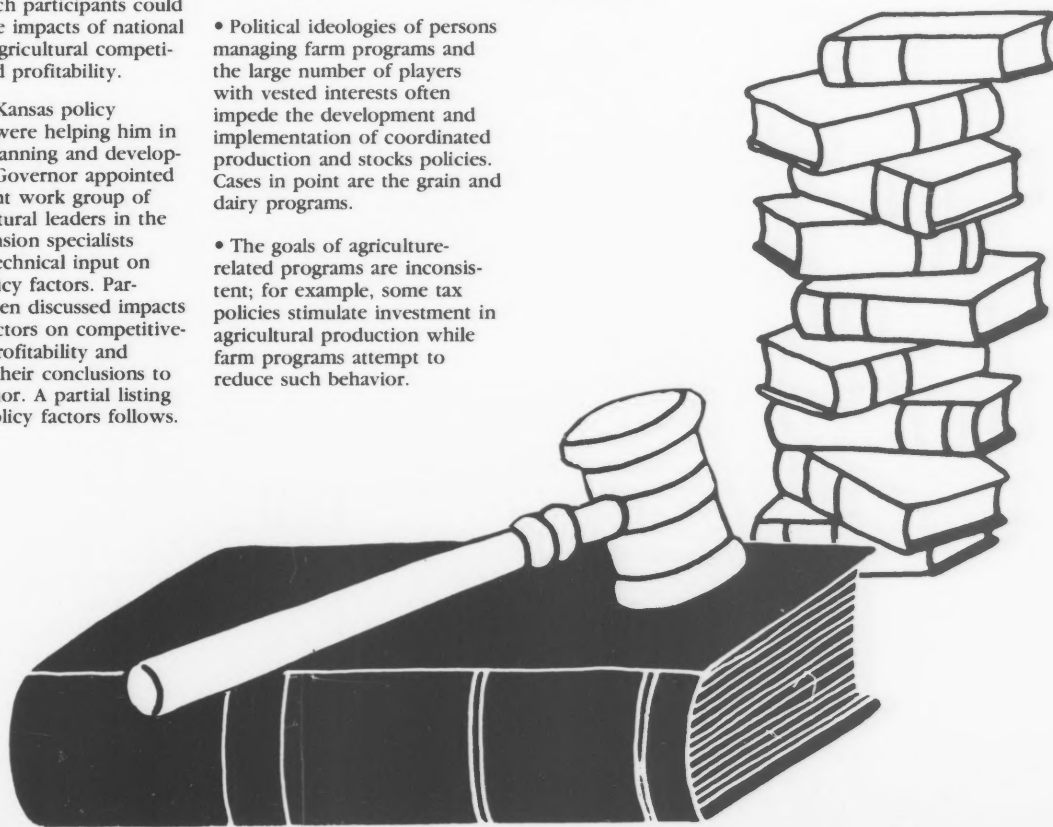 ch participants could
e impacts of national
gricultural competi-
d profitability.
Kansas policy
were helping him in
anning and develop-
Governor appointed
nt work group of
tural leaders in the
nsion specialists
echnical input on
icy factors. Par-
en discussed impacts
ctors on competitive-
rofitability and
heir conclusions to
or. A partial listing
licy factors follows.
• Political ideologies of persons
managing farm programs and
the large number of players
with vested interests often
impede the development and
implementation of coordinated
production and stocks policies.
Cases in point are the grain and
dairy programs.
• The goals of agriculture-
related programs are inconsis-
tent; for example, some tax
policies stimulate investment in
agricultural production while
farm programs attempt to
reduce such behavior.